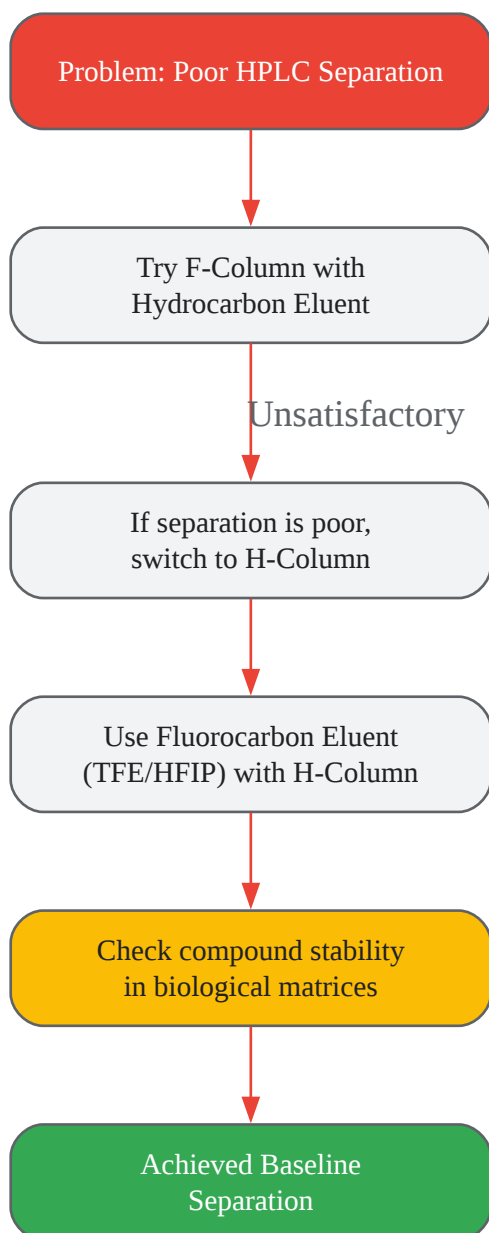 Problem: Poor HPLC Separation
Try F-Column with
Hydrocarbon Eluent
Unsatisfactory
If separation is poor,
switch to H-Column
Use Fluorocarbon Eluent
(TFE/HFIP) with H-Column
Check compound stability
in biological matrices
Achieved Baseline
Separation